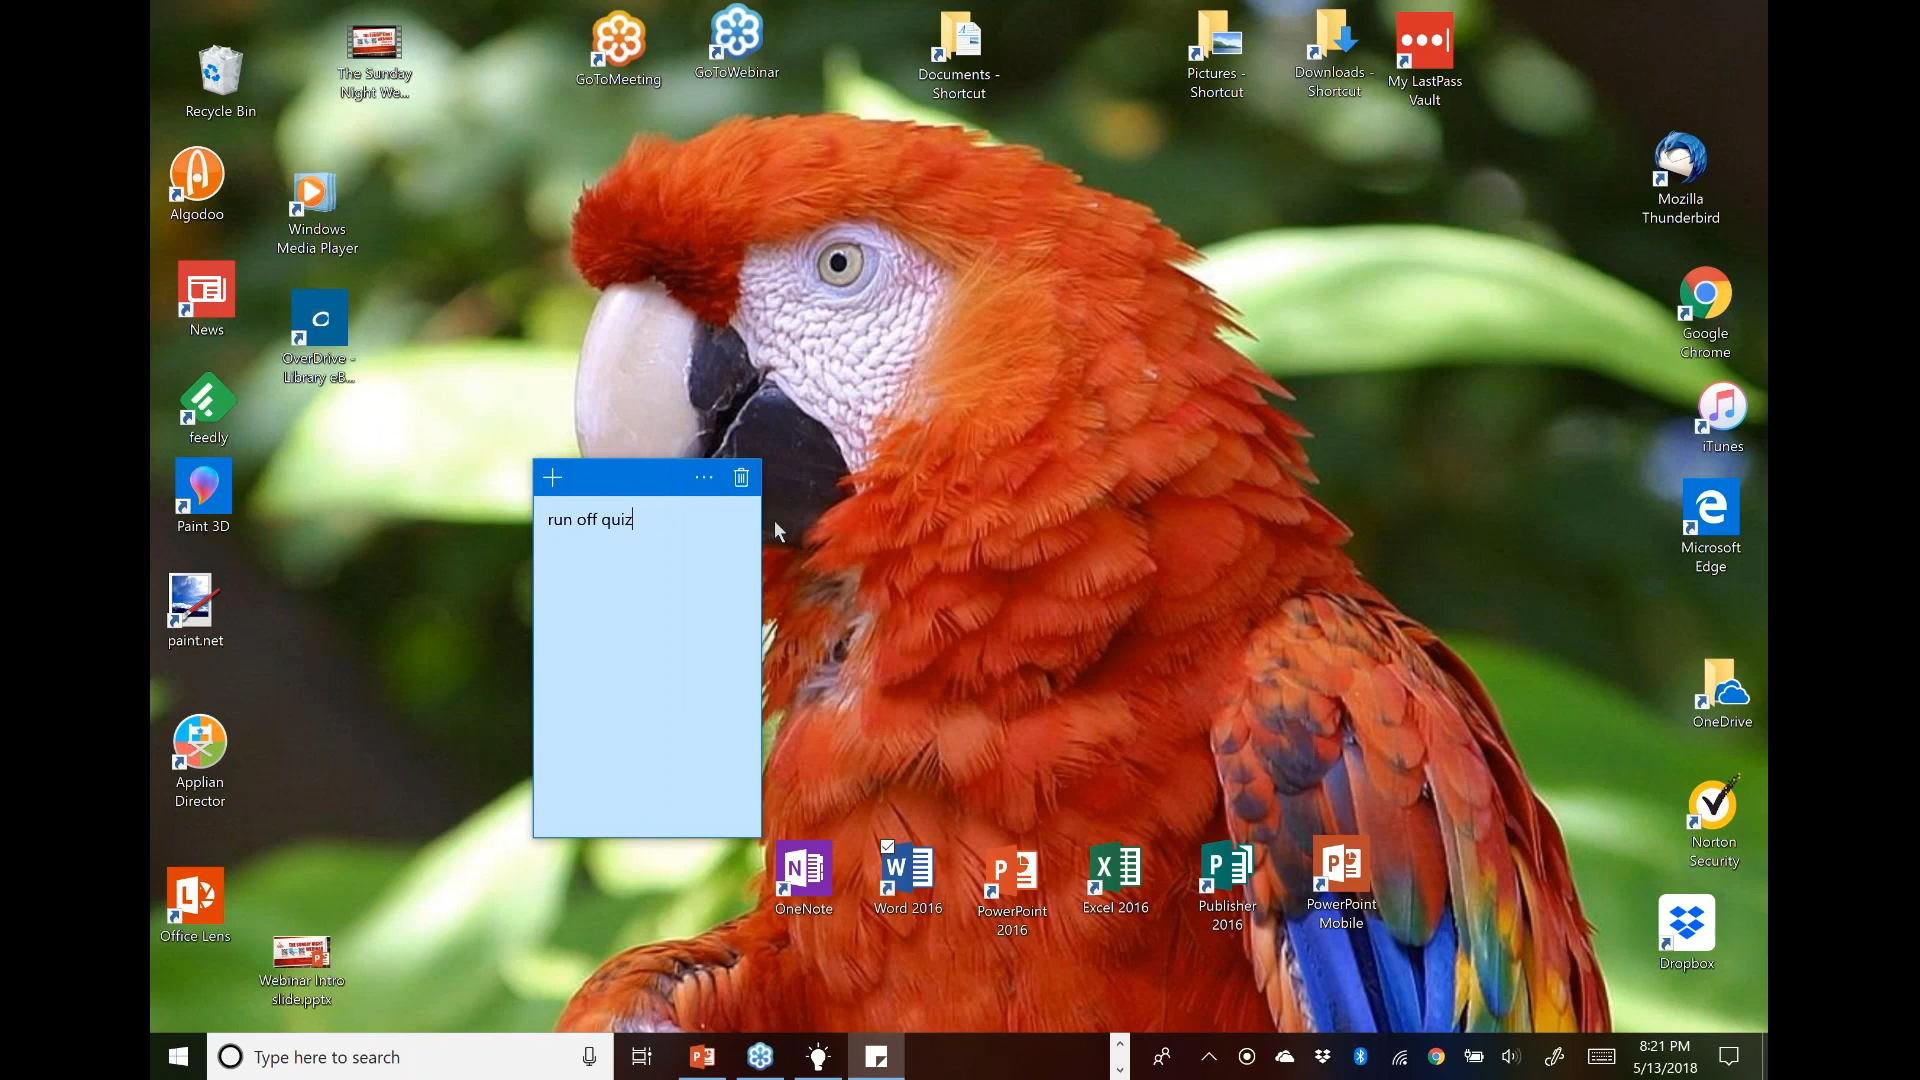 Recycle Bin
The Sunday
Night We...
GoToMeeting
GoToWebinar
Documents -
Shortcut
Pictures -
Shortcut
Downloads -
Shortcut
My LastPass
Vault
Algodoo
Windows
Media Player
Mozilla
Thunderbird
News
OverDrive -
Library eB...
Google
Chrome
feedly
iTunes
Paint 3D
run off quiz
Microsoft
Edge
paint.net
OneDrive
Applian
Director
Norton
Security
Office Lens
OneNote
Word 2016
PowerPoint
2016
Excel 2016
Publisher
2016
PowerPoint
Mobile
Dropbox
Webinar Intro
slide.pptx
Type here to search
8:21 PM
5/13/2018